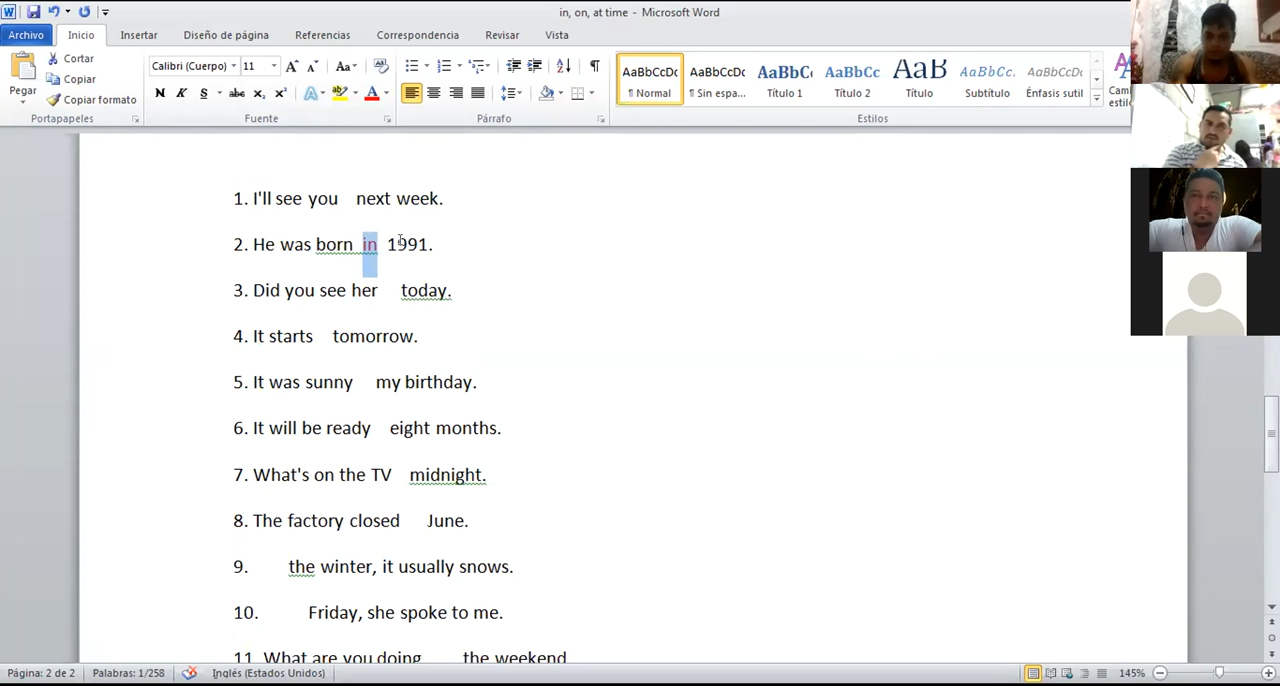 in, on, at time - Microsoft Word
Archivo Inicio Insertar Diseño de página Referencias Correspondencia Revisar Vista
Cortar
Copiar
Copiar formato
Pegar
Portapapeles
Calibri (Cuerpo) 11
N K S abc x₂ x²
Fuente
Párrafo
AaBbCcDc AaBbCcDc AaBbC AaBbCc AaB AaBbCc. AaBbCcDc
¶ Normal ¶ Sin espa... Título 1 Título 2 Título Subtítulo Énfasis sutil
Estilos
1. I'll see you next week.
2. He was born in 1991.
3. Did you see her today.
4. It starts tomorrow.
5. It was sunny my birthday.
6. It will be ready eight months.
7. What's on the TV midnight.
8. The factory closed June.
9. the winter, it usually snows.
10. Friday, she spoke to me.
11. What are you doing the weekend
Página: 2 de 2 Palabras: 1/258 Inglés (Estados Unidos) 145%